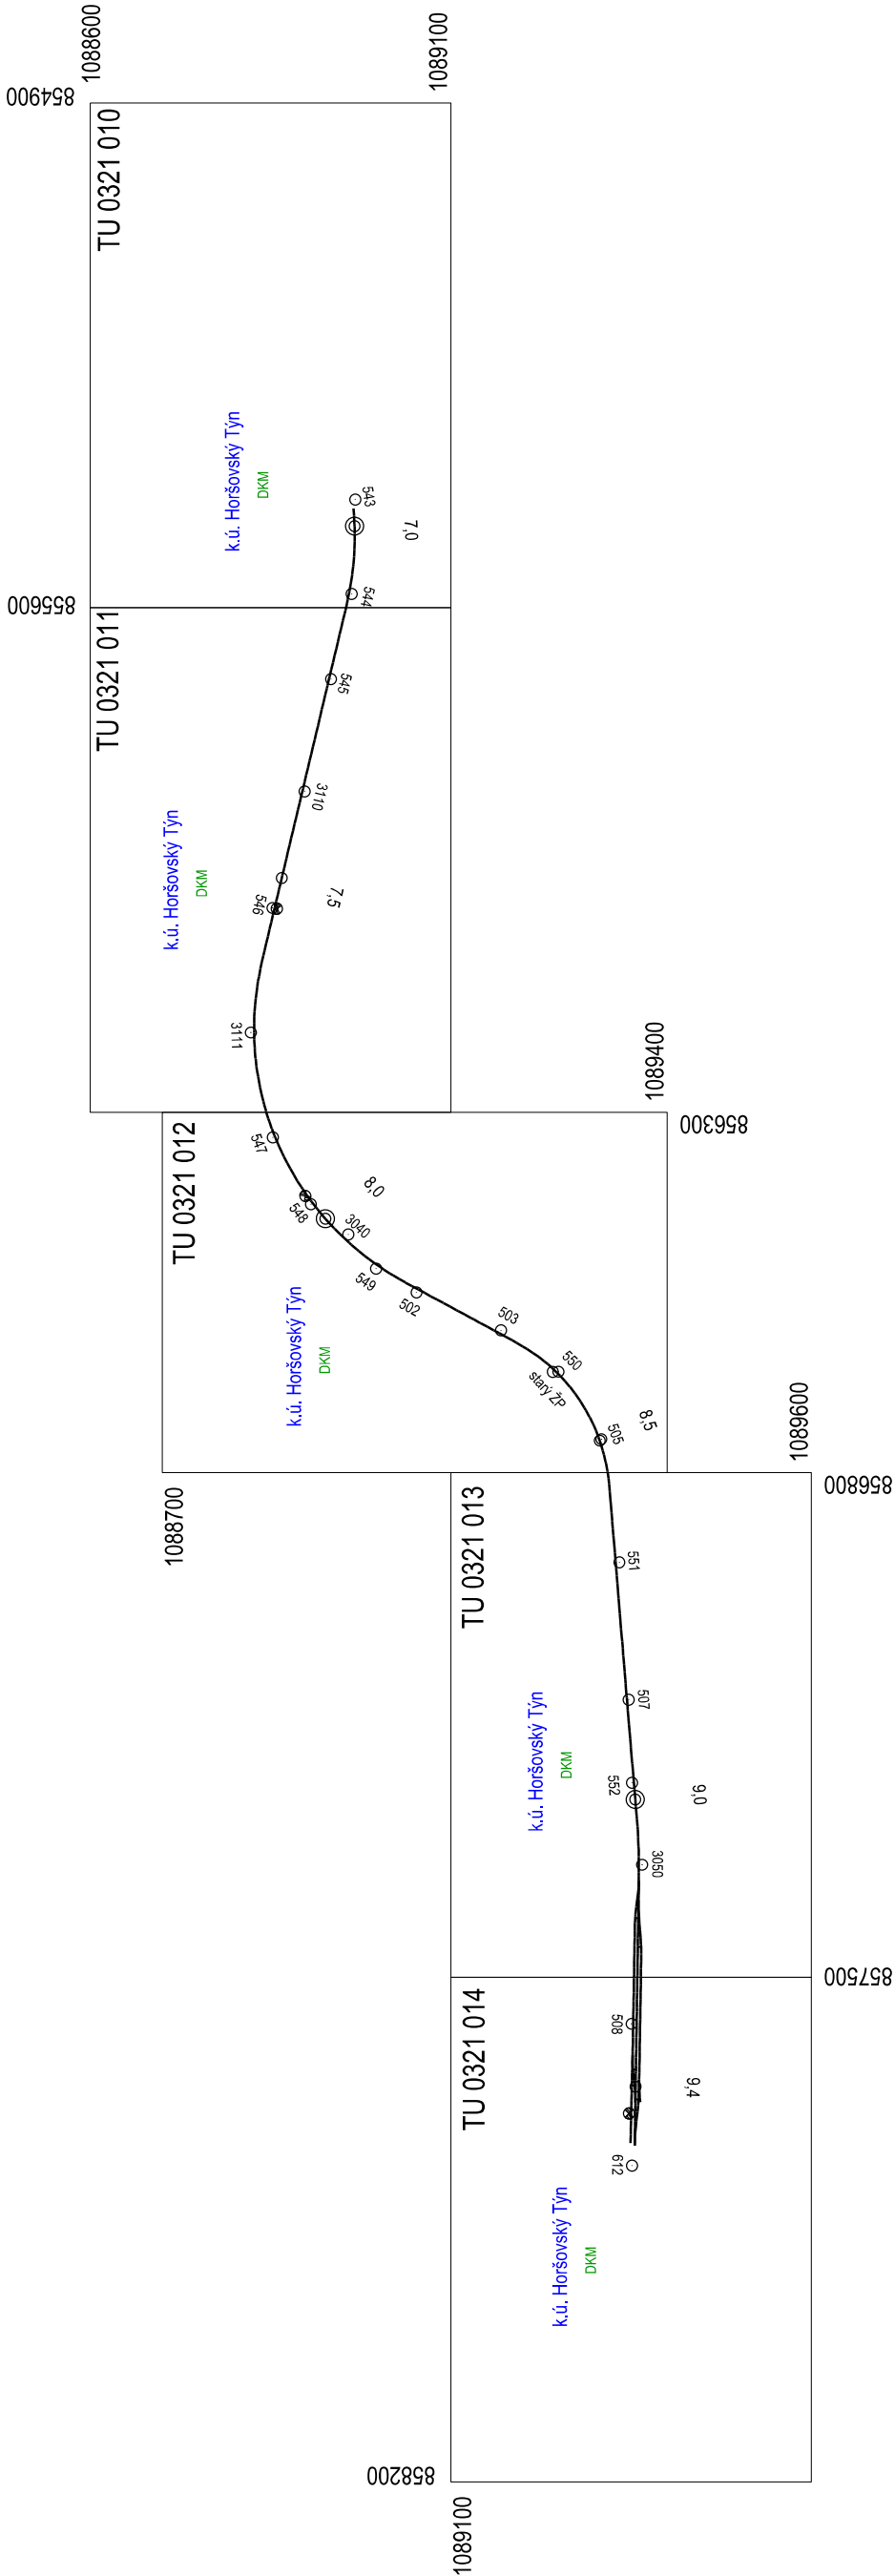 1088600
1089100
854900
TU 0321 010
k.ú. Horšovský Týn
DKM
543
7,0
544
855600
TU 0321 011
545
3110
k.ú. Horšovský Týn
DKM
7,5
546
3111
1089400
856300
TU 0321 012
547
8,0
548
3040
549
502
k.ú. Horšovský Týn
DKM
503
550
starý ŽP
505
8,5
1089600
1088700
856800
TU 0321 013
551
507
k.ú. Horšovský Týn
DKM
552
9,0
3050
857500
TU 0321 014
508
9,4
612
k.ú. Horšovský Týn
DKM
858200
1089100